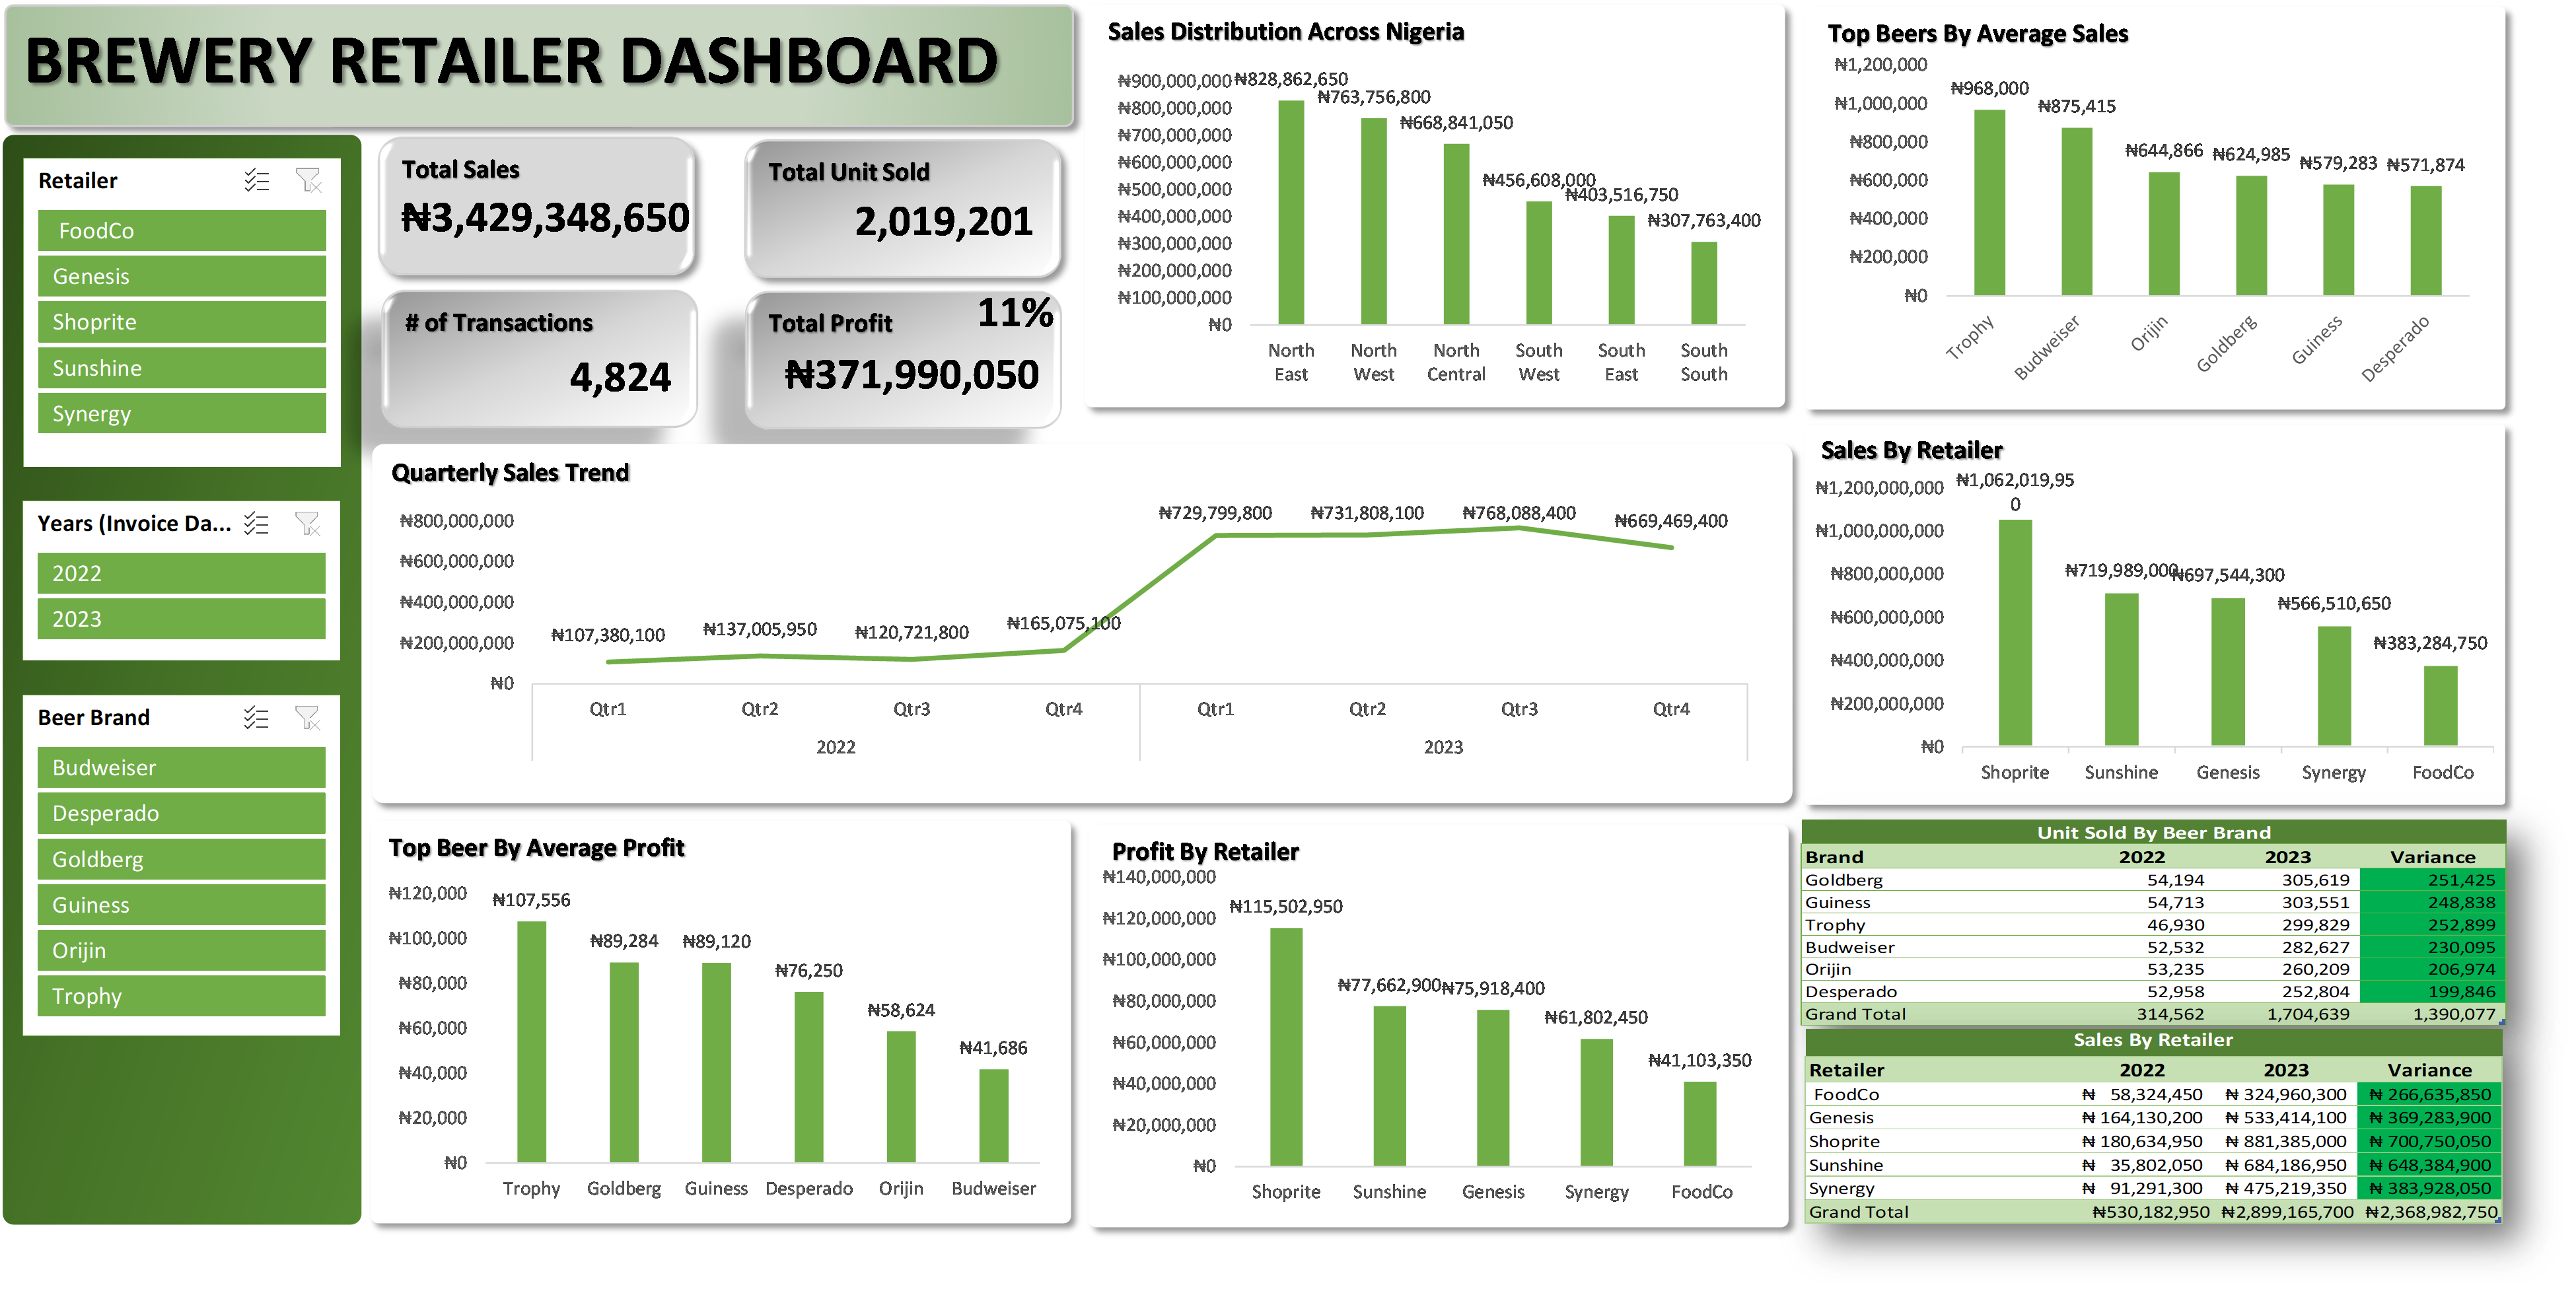 BREWERY RETAILER DASHBOARD
Retailer
FoodCo
Genesis
Shoprite
Sunshine
Synergy
Years (Invoice Da...
2022
2023
Beer Brand
Budweiser
Desperado
Goldberg
Guiness
Orijin
Trophy
Total Sales
₦3,429,348,650
Total Unit Sold
2,019,201
# of Transactions
4,824
Total Profit 11%
₦371,990,050
Sales Distribution Across Nigeria
₦900,000,000
₦800,000,000
₦700,000,000
₦600,000,000
₦500,000,000
₦400,000,000
₦300,000,000
₦200,000,000
₦100,000,000
₦0
₦828,862,650
₦763,756,800
₦668,841,050
₦456,608,000
₦403,516,750
₦307,763,400
North East
North West
North Central
South West
South East
South South
Top Beers By Average Sales
₦1,200,000
₦1,000,000
₦800,000
₦600,000
₦400,000
₦200,000
₦0
₦968,000
₦875,415
₦644,866
₦624,985
₦579,283
₦571,874
Trophy
Budweiser
Orijin
Goldberg
Guiness
Desperado
Quarterly Sales Trend
₦800,000,000
₦600,000,000
₦400,000,000
₦200,000,000
₦0
₦107,380,100
₦137,005,950
₦120,721,800
₦165,075,100
₦729,799,800
₦731,808,100
₦768,088,400
₦669,469,400
Qtr1 Qtr2 Qtr3 Qtr4 Qtr1 Qtr2 Qtr3 Qtr4
2022 2023
Sales By Retailer
₦1,200,000,000
₦1,000,000,000
₦800,000,000
₦600,000,000
₦400,000,000
₦200,000,000
₦0
₦1,062,019,95
0
₦719,989,000
₦697,544,300
₦566,510,650
₦383,284,750
Shoprite Sunshine Genesis Synergy FoodCo
Top Beer By Average Profit
₦120,000
₦100,000
₦80,000
₦60,000
₦40,000
₦20,000
₦0
₦107,556
₦89,284
₦89,120
₦76,250
₦58,624
₦41,686
Trophy Goldberg Guiness Desperado Orijin Budweiser
Profit By Retailer
₦140,000,000
₦120,000,000
₦100,000,000
₦80,000,000
₦60,000,000
₦40,000,000
₦20,000,000
₦0
₦115,502,950
₦77,662,900
₦75,918,400
₦61,802,450
₦41,103,350
Shoprite Sunshine Genesis Synergy FoodCo
Unit Sold By Beer Brand
Brand 2022 2023 Variance
Goldberg 54,194 305,619 251,425
Guiness 54,713 303,551 248,838
Trophy 46,930 299,829 252,899
Budweiser 52,532 282,627 230,095
Orijin 53,235 260,209 206,974
Desperado 52,958 252,804 199,846
Grand Total 314,562 1,704,639 1,390,077
Sales By Retailer
Retailer 2022 2023 Variance
FoodCo ₦ 58,324,450 ₦ 324,960,300 ₦ 266,635,850
Genesis ₦ 164,130,200 ₦ 533,414,100 ₦ 369,283,900
Shoprite ₦ 180,634,950 ₦ 881,385,000 ₦ 700,750,050
Sunshine ₦ 35,802,050 ₦ 684,186,950 ₦ 648,384,900
Synergy ₦ 91,291,300 ₦ 475,219,350 ₦ 383,928,050
Grand Total ₦530,182,950 ₦2,899,165,700 ₦2,368,982,750